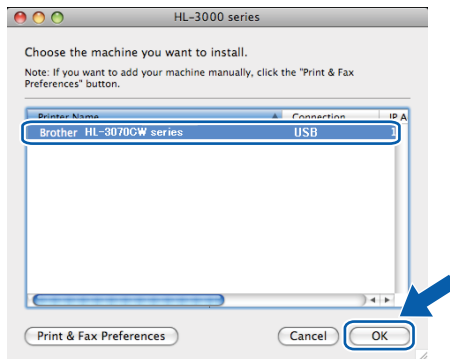 HL-3000 series
Choose the machine you want to install.
Note: If you want to add your machine manually, click the "Print & Fax
Preferences" button.
Printer Name Connection IP A
Brother HL-3070CW series USB
Print & Fax Preferences Cancel OK